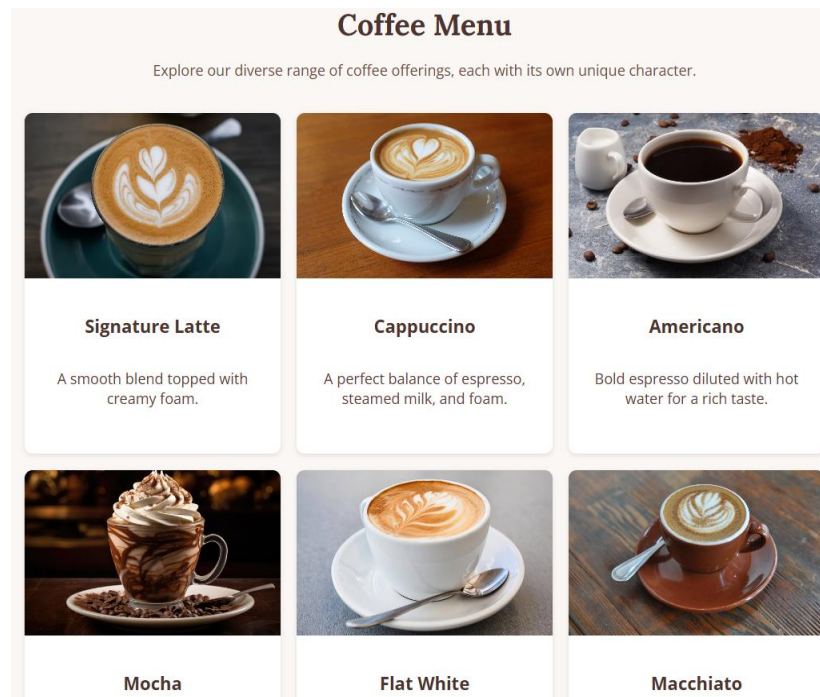 Coffee Menu
Explore our diverse range of coffee offerings, each with its own unique character.
Signature Latte
A smooth blend topped with
creamy foam.
Cappuccino
A perfect balance of espresso,
steamed milk, and foam.
Americano
Bold espresso diluted with hot
water for a rich taste.
Mocha
Flat White
Macchiato